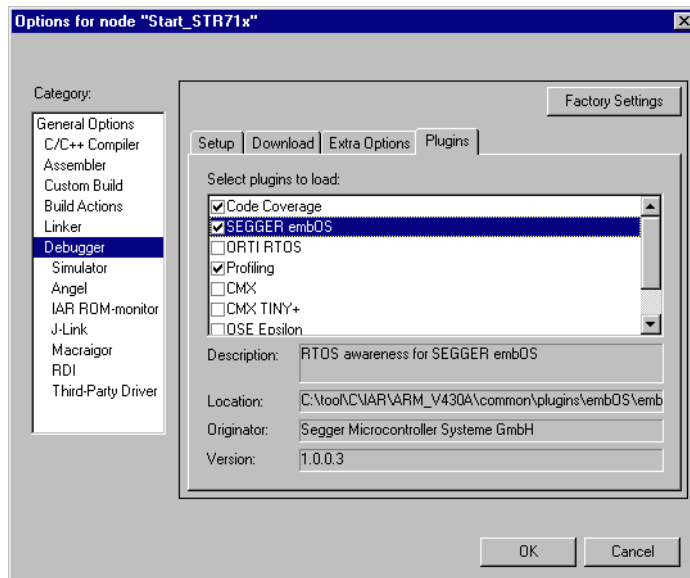 Options for node "Start_STR71x"
Category:
Factory Settings
General Options
C/C++ Compiler
Assembler
Custom Build
Build Actions
Linker
Debugger
Simulator
Angel
IAR ROM-monitor
J-Link
Macraigor
RDI
Third-Party Driver
Setup Download Extra Options Plugins
Select plugins to load:
Code Coverage
SEGGER embOS
ORTI RTOS
Profiling
CMX
CMX TINY+
OSE Epsilon
Description: RTOS awareness for SEGGER embOS
Location: C:\tool\C\IAR\ARM_V430A\common\plugins\embOS\emb
Originator: Segger Microcontroller Systeme GmbH
Version: 1.0.0.3
OK Cancel